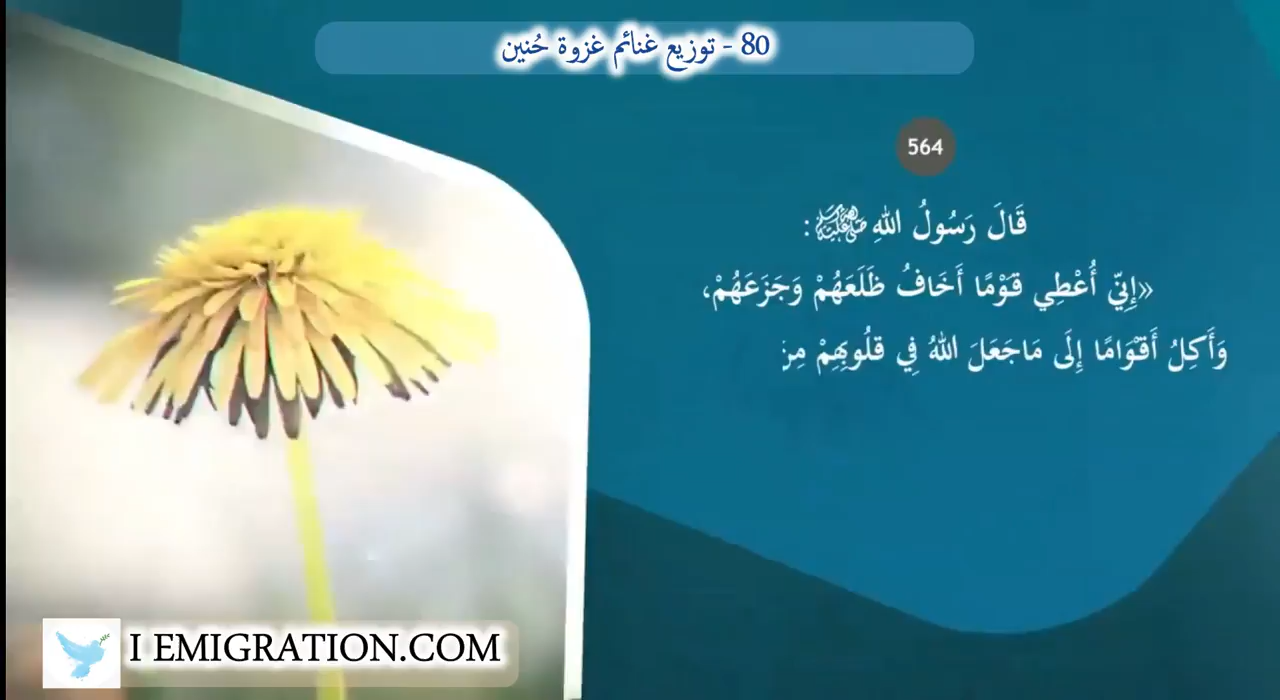 80 - توزيع غنائم غزوة حُنين
564
قَالَ رَسُولُ اللهِ ﷺ :
«إِنِّي أُعْطِي قَوْمًا أَخَافُ ظَلَعَهُمْ وَجَزَعَهُمْ،
وَأَكِلُ أَقْوَامًا إِلَى مَاجَعَلَ اللهُ فِي قُلُوبِهِمْ مِنَ
I EMIGRATION.COM